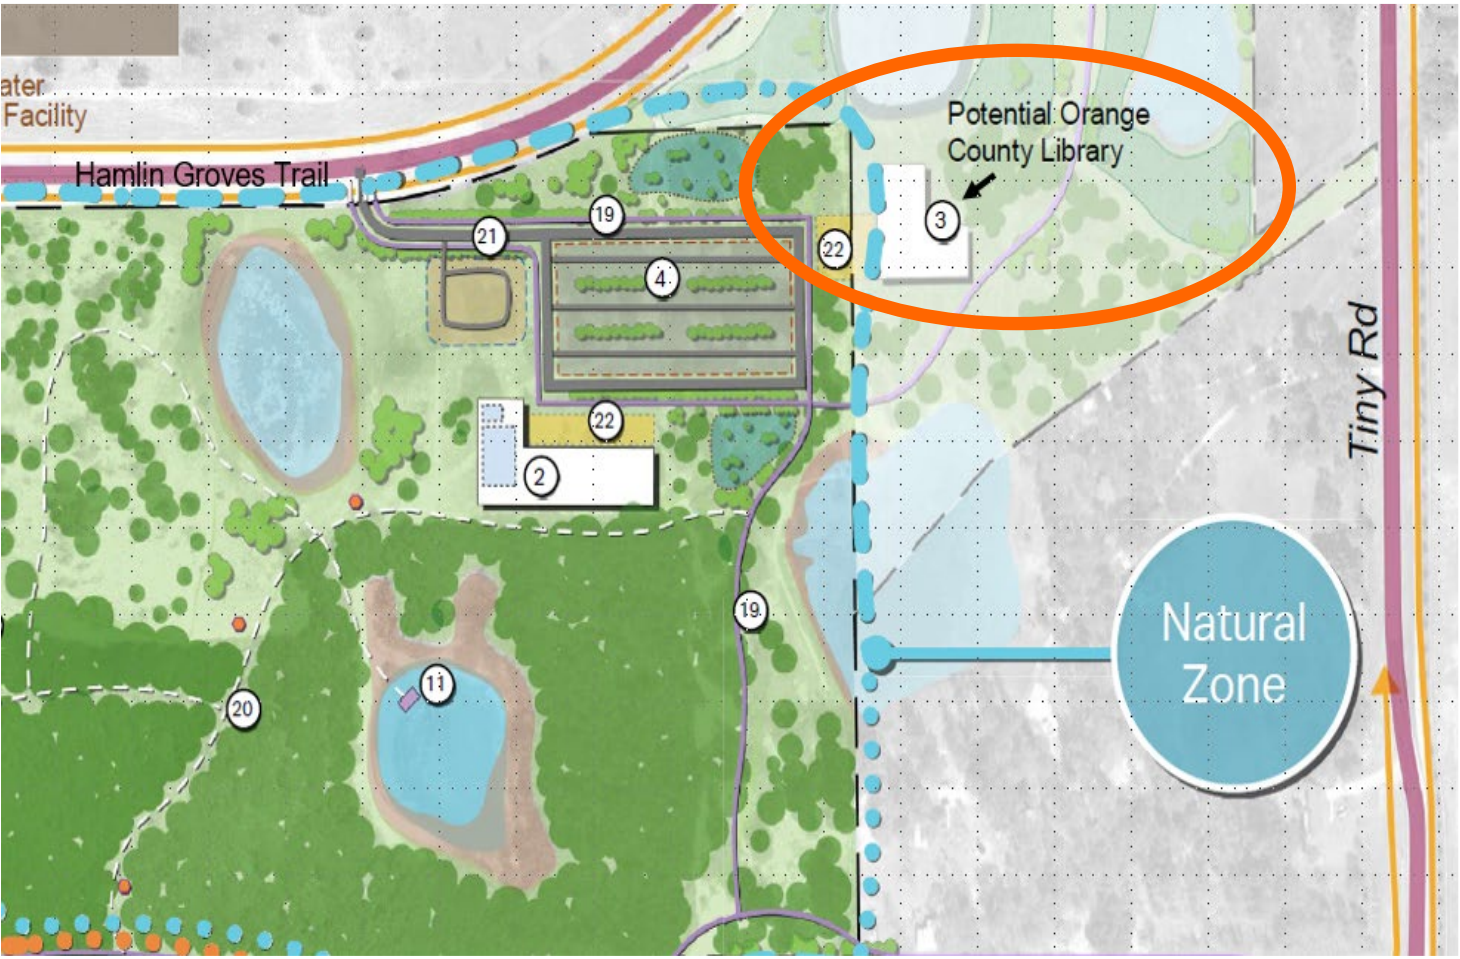 ater
Facility
Hamlin Groves Trail
Potential Orange
County Library
3
19
21
22
4
22
2
Tiny Rd
Natural
Zone
19
11
20